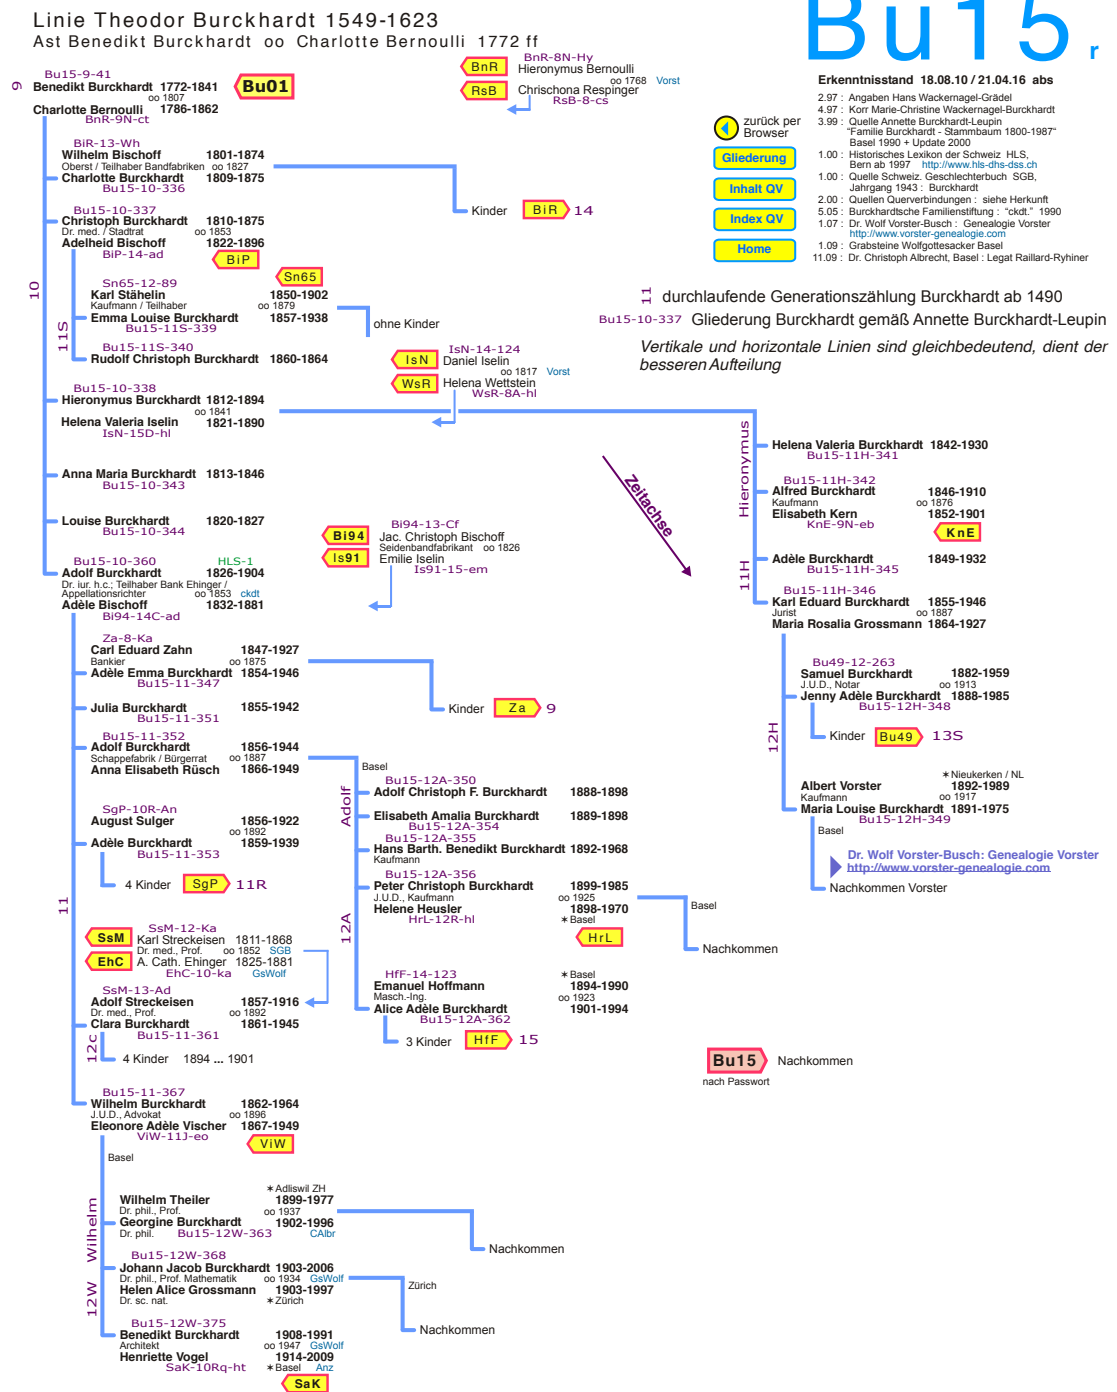 Linie Theodor Burckhardt 1549-1623
Ast Benedikt Burckhardt oo Charlotte Bernoulli 1772 ff
Bu15 r
Erkenntnisstand 18.08.10 / 21.04.16 abs
2.97 : Angaben Hans Wackernagel-Grädel
4.97 : Korr Marie-Christine Wackernagel-Burckhardt
3.99 : Quelle Annette Burckhardt-Leupin
"Familie Burckhardt - Stammbaum 1800-1987"
Basel 1990 + Update 2000
1.00 : Historisches Lexikon der Schweiz HLS,
Bern ab 1997 http://www.hls-dhs-dss.ch
1.00 : Quelle Schweiz. Geschlechterbuch SGB,
Jahrgang 1943 : Burckhardt
2.00 : Quellen Querverbindungen : siehe Herkunft
5.05 : Burckhardtsche Familienstiftung : "ckdt." 1990
1.07 : Dr. Wolf Vorster-Busch : Genealogie Vorster
http://www.vorster-genealogie.com
1.09 : Grabsteine Wolfgottesacker Basel
11.09 : Dr. Christoph Albrecht, Basel : Legat Raillard-Ryhiner
zurück per
Browser
Gliederung
Inhalt QV
Index QV
Home
11 durchlaufende Generationszählung Burckhardt ab 1490
Bu15-10-337 Gliederung Burckhardt gemäß Annette Burckhardt-Leupin
Vertikale und horizontale Linien sind gleichbedeutend, dient der
besseren Aufteilung
9
Bu15-9-41
Benedikt Burckhardt 1772-1841
oo 1807
Charlotte Bernoulli 1786-1862
BnR-9N-ct
Bu01
BnR
BnR-8N-Hy
Hieronymus Bernoulli
oo 1768 Vorst
RsB
Chrischona Respinger
RsB-8-cs
10
BiR-13-Wh
Wilhelm Bischoff 1801-1874
Oberst / Teilhaber Bandfabriken oo 1827
Charlotte Burckhardt 1809-1875
Bu15-10-336
Kinder BiR 14
Bu15-10-337
Christoph Burckhardt 1810-1875
Dr. med. / Stadtrat oo 1853
Adelheid Bischoff 1822-1896
BiP-14-ad
BiP
Sn65
11S
Sn65-12-89
Karl Stähelin 1850-1902
Kaufmann / Teilhaber oo 1879
Emma Louise Burckhardt 1857-1938
Bu15-11S-339
ohne Kinder
Bu15-11S-340
Rudolf Christoph Burckhardt 1860-1864
IsN
IsN-14-124
Daniel Iselin
oo 1817 Vorst
WsR
Helena Wettstein
WsR-8A-hl
Bu15-10-338
Hieronymus Burckhardt 1812-1894
oo 1841
Helena Valeria Iselin 1821-1890
IsN-15D-hl
Anna Maria Burckhardt 1813-1846
Bu15-10-343
Louise Burckhardt 1820-1827
Bu15-10-344
Zeitachse
Bi94
Bi94-13-Cf
Jac. Christoph Bischoff
Seidenbandfabrikant oo 1826
Is91
Emilie Iselin
Is91-15-em
Bu15-10-360 HLS-1
Adolf Burckhardt 1826-1904
Dr. iur. h.c.; Teilhaber Bank Ehinger /
Appellationsrichter oo 1853 ckdt
Adèle Bischoff 1832-1881
Bi94-14C-ad
11H Hieronymus
Helena Valeria Burckhardt 1842-1930
Bu15-11H-341
Bu15-11H-342
Alfred Burckhardt 1846-1910
Kaufmann oo 1876
Elisabeth Kern 1852-1901
KnE-9N-eb
KnE
Adèle Burckhardt 1849-1932
Bu15-11H-345
Bu15-11H-346
Karl Eduard Burckhardt 1855-1946
Jurist oo 1887
Maria Rosalia Grossmann 1864-1927
12H
Bu49-12-263
Samuel Burckhardt 1882-1959
J.U.D., Notar oo 1913
Jenny Adèle Burckhardt 1888-1985
Bu15-12H-348
Kinder Bu49 13S
∗ Nieukerken / NL
Albert Vorster 1892-1989
Kaufmann oo 1917
Maria Louise Burckhardt 1891-1975
Bu15-12H-349
Basel
Dr. Wolf Vorster-Busch: Genealogie Vorster
http://www.vorster-genealogie.com
Nachkommen Vorster
11
Za-8-Ka
Carl Eduard Zahn 1847-1927
Bankier oo 1875
Adèle Emma Burckhardt 1854-1946
Bu15-11-347
Kinder Za 9
Julia Burckhardt 1855-1942
Bu15-11-351
Bu15-11-352
Adolf Burckhardt 1856-1944
Schappefabrik / Bürgerrat oo 1887
Anna Elisabeth Rüsch 1866-1949
SgP-10R-An
August Sulger 1856-1922
oo 1892
Adèle Burckhardt 1859-1939
Bu15-11-353
4 Kinder SgP 11R
12A Adolf
Basel
Bu15-12A-350
Adolf Christoph F. Burckhardt 1888-1898
Elisabeth Amalia Burckhardt 1889-1898
Bu15-12A-354
Bu15-12A-355
Hans Barth. Benedikt Burckhardt 1892-1968
Kaufmann
Bu15-12A-356
Peter Christoph Burckhardt 1899-1985
J.U.D., Kaufmann oo 1925
Helene Heusler 1898-1970
HrL-12R-hl ∗ Basel
HrL
Basel
Nachkommen
HfF-14-123 ∗ Basel
Emanuel Hoffmann 1894-1990
Masch.-Ing. oo 1923
Alice Adèle Burckhardt 1901-1994
Bu15-12A-362
3 Kinder HfF 15
SsM
SsM-12-Ka
Karl Streckeisen 1811-1868
Dr. med., Prof. oo 1852 SGB
EhC
A. Cath. Ehinger 1825-1881
EhC-10-ka GsWolf
SsM-13-Ad
Adolf Streckeisen 1857-1916
Dr. med., Prof. oo 1892
Clara Burckhardt 1861-1945
Bu15-11-361
12c
4 Kinder 1894 ... 1901
Bu15 Nachkommen
nach Passwort
Bu15-11-367
Wilhelm Burckhardt 1862-1964
J.U.D., Advokat oo 1896
Eleonore Adèle Vischer 1867-1949
ViW-11J-eo
ViW
Basel
12W Wilhelm
∗ Adliswil ZH
Wilhelm Theiler 1899-1977
Dr. phil., Prof. oo 1937
Georgine Burckhardt 1902-1996
Dr. phil. Bu15-12W-363 CAlbr
Nachkommen
Bu15-12W-368
Johann Jacob Burckhardt 1903-2006
Dr. phil., Prof. Mathematik oo 1934 GsWolf
Helen Alice Grossmann 1903-1997
Dr. sc. nat. ∗ Zürich
Zürich
Nachkommen
Bu15-12W-375
Benedikt Burckhardt 1908-1991
Architekt oo 1947 GsWolf
Henriette Vogel 1914-2009
SaK-10Rq-ht ∗ Basel Anz
SaK